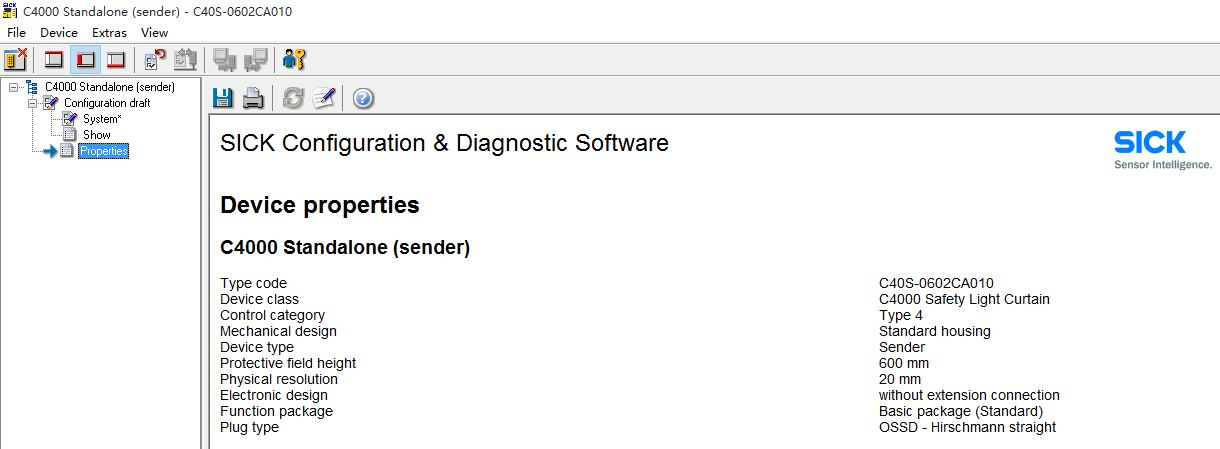 SICK
C4000 Standalone (sender) - C40S-0602CA010
File Device Extras View
C4000 Standalone (sender)
Configuration draft
System*
Show
Properties
SICK Configuration & Diagnostic Software
SICK
Sensor Intelligence.
Device properties
C4000 Standalone (sender)
Type code C40S-0602CA010
Device class C4000 Safety Light Curtain
Control category Type 4
Mechanical design Standard housing
Device type Sender
Protective field height 600 mm
Physical resolution 20 mm
Electronic design without extension connection
Function package Basic package (Standard)
Plug type OSSD - Hirschmann straight